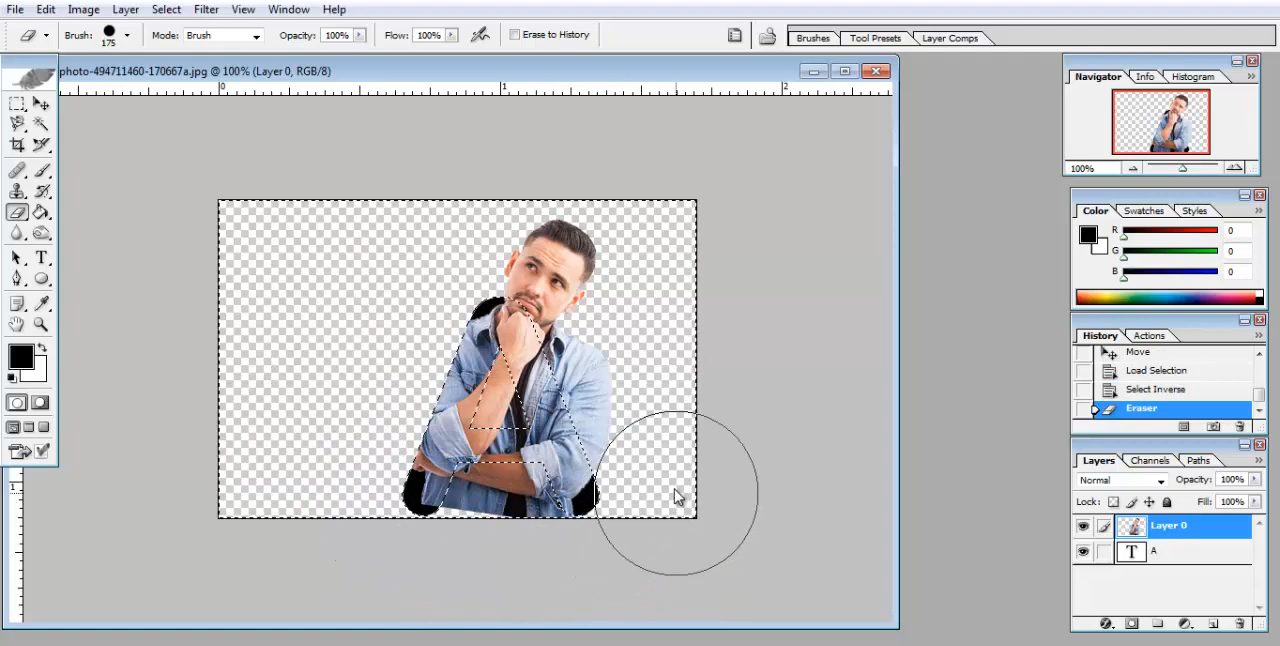 File Edit Image Layer Select Filter View Window Help
Brush: 175 Mode: Brush Opacity: 100% Flow: 100% Erase to History Brushes Tool Presets Layer Comps
photo-494711460-170667a.jpg @ 100% (Layer 0, RGB/8)
0 1 2
1
Navigator Info Histogram
100%
Color Swatches Styles
R 0
G 0
B 0
History Actions
Move
Load Selection
Select Inverse
Eraser
Layers Channels Paths
Normal Opacity: 100%
Lock: Fill: 100%
Layer 0
T A